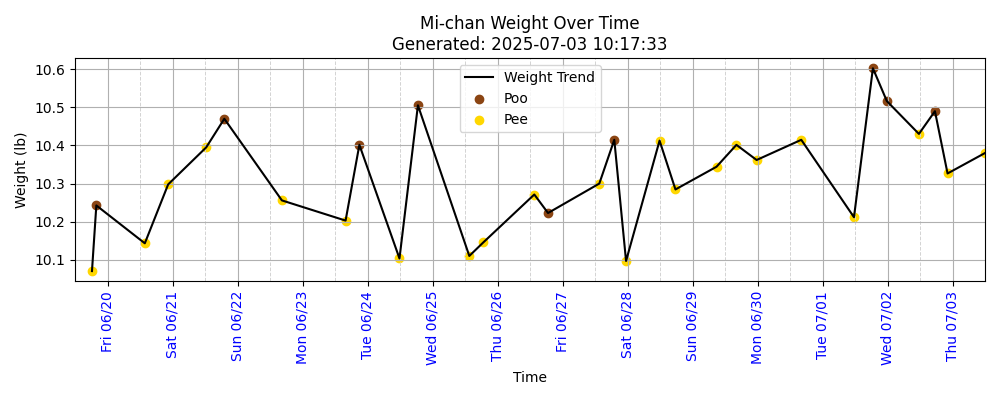 Mi-chan Weight Over Time
Generated: 2025-07-03 10:17:33
Weight Trend
Poo
Pee
Weight (lb)
10.6
10.5
10.4
10.3
10.2
10.1
Fri 06/20
Sat 06/21
Sun 06/22
Mon 06/23
Tue 06/24
Wed 06/25
Thu 06/26
Fri 06/27
Sat 06/28
Sun 06/29
Mon 06/30
Tue 07/01
Wed 07/02
Thu 07/03
Time